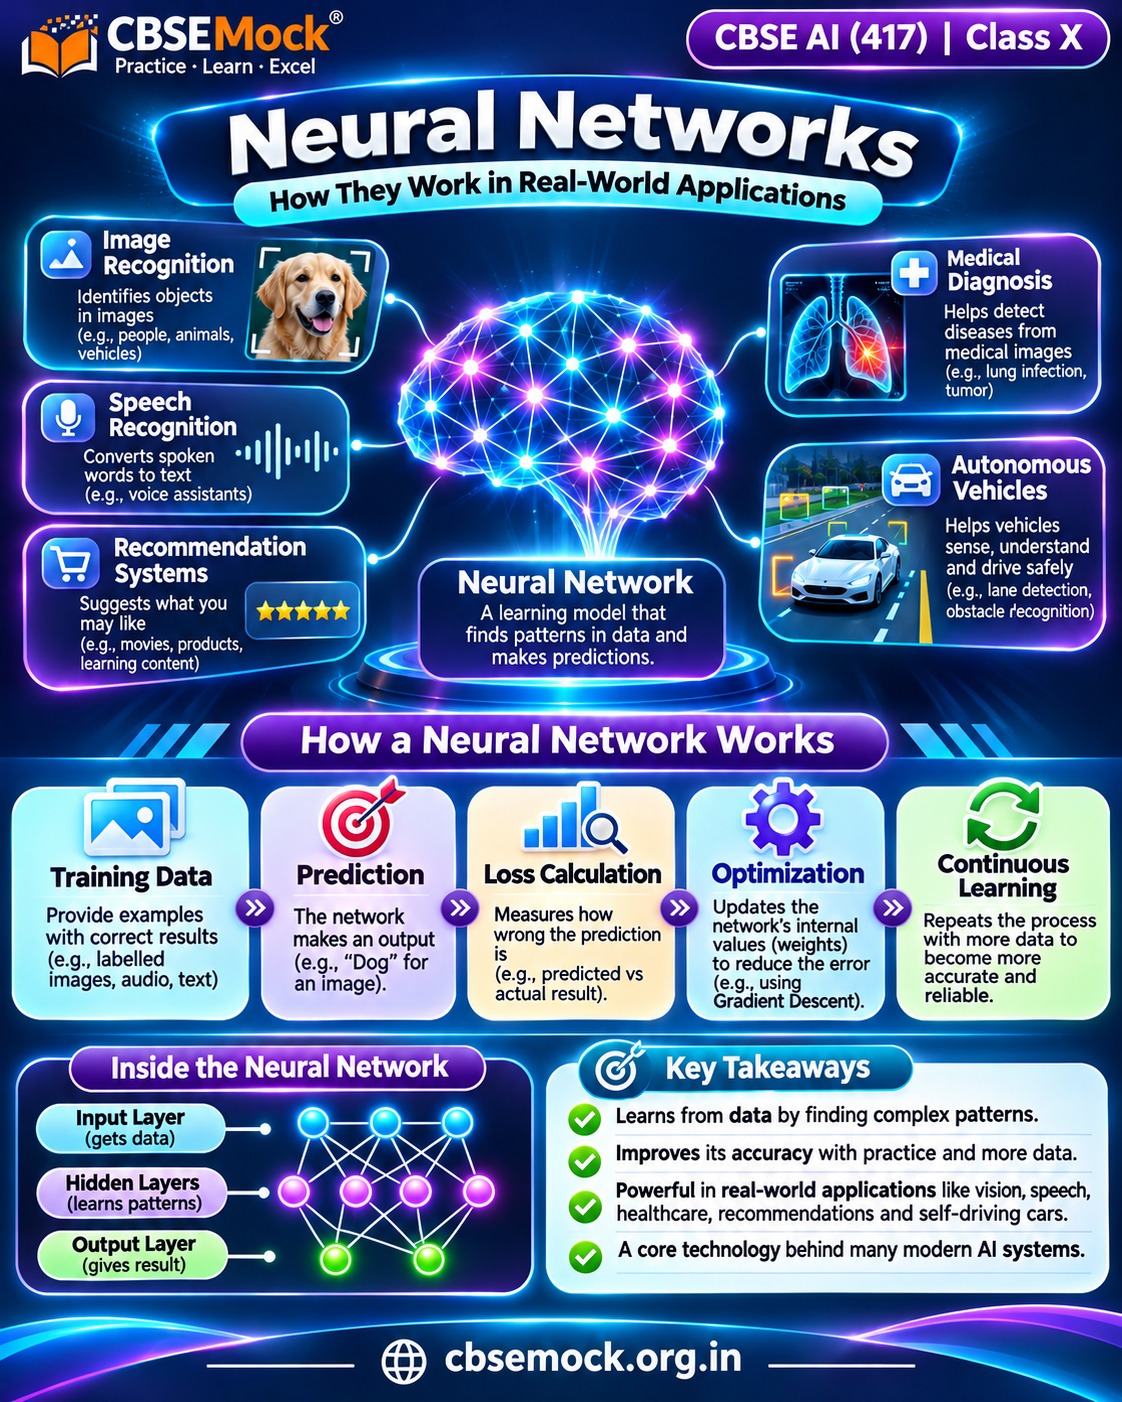 CBSEMock®
Practice · Learn · Excel
CBSE AI (417) | Class X
Neural Networks
How They Work in Real-World Applications
Image
Recognition
Identifies objects
in images
(e.g., people, animals,
vehicles)
Speech
Recognition
Converts spoken
words to text
(e.g., voice assistants)
Recommendation
Systems
Suggests what you
may like
(e.g., movies, products,
learning content)
Medical
Diagnosis
Helps detect
diseases from
medical images
(e.g., lung infection,
tumor)
Autonomous
Vehicles
Helps vehicles
sense, understand
and drive safely
(e.g., lane detection,
obstacle recognition)
Neural Network
A learning model that
finds patterns in data and
makes predictions.
How a Neural Network Works
Training Data
Provide examples
with correct results
(e.g., labelled
images, audio, text)
Prediction
The network
makes an output
(e.g., “Dog” for
an image).
Loss Calculation
Measures how
wrong the prediction
is
(e.g., predicted vs
actual result).
Optimization
Updates the
network's internal
values (weights)
to reduce the error
(e.g., using
Gradient Descent).
Continuous
Learning
Repeats the process
with more data to
become more
accurate and
reliable.
Inside the Neural Network
Input Layer
(gets data)
Hidden Layers
(learns patterns)
Output Layer
(gives result)
Key Takeaways
Learns from data by finding complex patterns.
Improves its accuracy with practice and more data.
Powerful in real-world applications like vision, speech,
healthcare, recommendations and self-driving cars.
A core technology behind many modern AI systems.
cbsemock.org.in